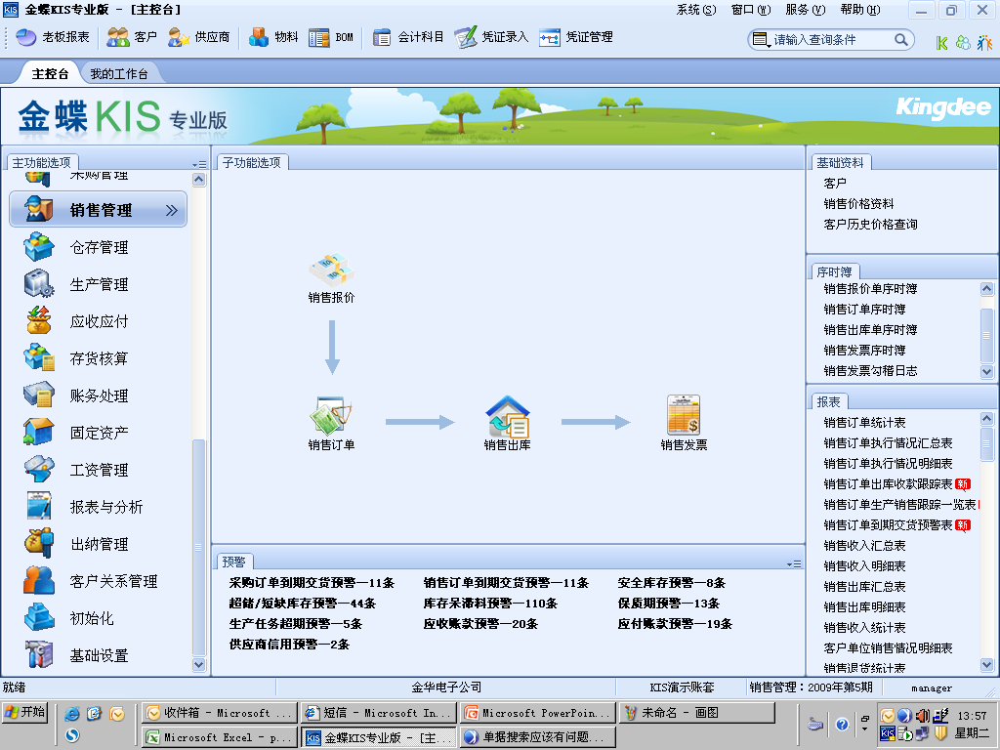 金蝶KIS专业版 - [主控台]
系统(S) 窗口(W) 服务(V) 帮助(H)
老板报表 客户 供应商 物料 BOM 会计科目 凭证录入 凭证管理 请输入查询条件
主控台 我的工作台
金蝶KIS专业版
Kingdee
主功能选项
采购管理
销售管理
仓存管理
生产管理
应收应付
存货核算
账务处理
固定资产
工资管理
报表与分析
出纳管理
客户关系管理
初始化
基础设置
子功能选项
销售报价
销售订单 销售出库 销售发票
预警
采购订单到期交货预警—11条 销售订单到期交货预警—11条 安全库存预警—8条
超储/短缺库存预警—44条 库存呆滞料预警—110条 保质期预警—13条
生产任务超期预警—5条 应收账款预警—20条 应付账款预警—19条
供应商信用预警—2条
基础资料
客户
销售价格资料
客户历史价格查询
序时簿
销售报价单序时簿
销售订单序时簿
销售出库单序时簿
销售发票序时簿
销售发票勾稽日志
报表
销售订单统计表
销售订单执行情况汇总表
销售订单执行情况明细表
销售订单出库收款跟踪表 新
销售订单生产销售跟踪一览表
销售订单到期交货预警表 新
销售收入汇总表
销售收入明细表
销售出库汇总表
销售出库明细表
销售收入统计表
客户单位销售情况明细表
销售退货统计表
就绪 金华电子公司 KIS演示账套 销售管理：2009年第5期 manager
开始 收件箱 - Microsoft ... 短信 - Microsoft In... Microsoft PowerPoin... 未命名 - 画图 13:57
Microsoft Excel - p... 金蝶KIS专业版 - [主... 单据搜索应该有问题... 星期二